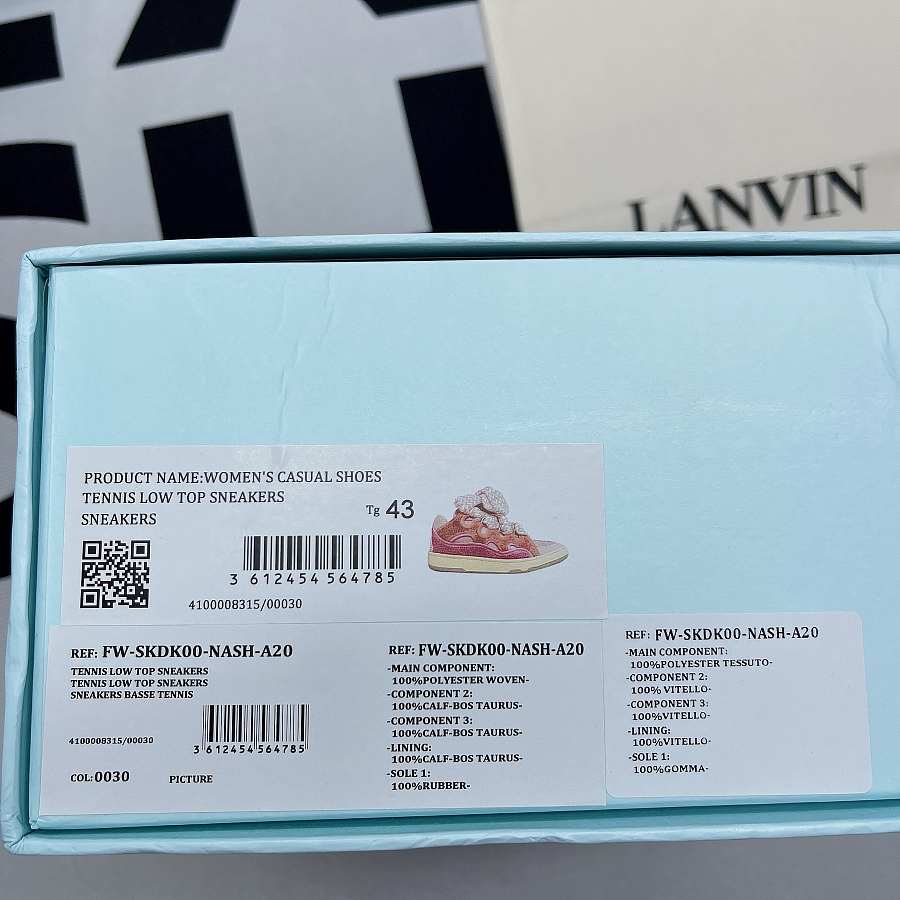 LANVIN
PRODUCT NAME:WOMEN'S CASUAL SHOES
TENNIS LOW TOP SNEAKERS
SNEAKERS
Tg 43
3 612454 564785
4100008315/00030
REF: FW-SKDK00-NASH-A20
TENNIS LOW TOP SNEAKERS
TENNIS LOW TOP SNEAKERS
SNEAKERS BASSE TENNIS
4100008315/00030
3 612454 564785
COL:0030
PICTURE
REF: FW-SKDK00-NASH-A20
-MAIN COMPONENT:
100%POLYESTER WOVEN-
-COMPONENT 2:
100%CALF-BOS TAURUS-
-COMPONENT 3:
100%CALF-BOS TAURUS-
-LINING:
100%CALF-BOS TAURUS-
-SOLE 1:
100%RUBBER-
REF: FW-SKDK00-NASH-A20
-MAIN COMPONENT:
100%POLYESTER TESSUTO-
-COMPONENT 2:
100% VITELLO-
-COMPONENT 3:
100%VITELLO-
-LINING:
100%VITELLO-
-SOLE 1:
100%GOMMA-